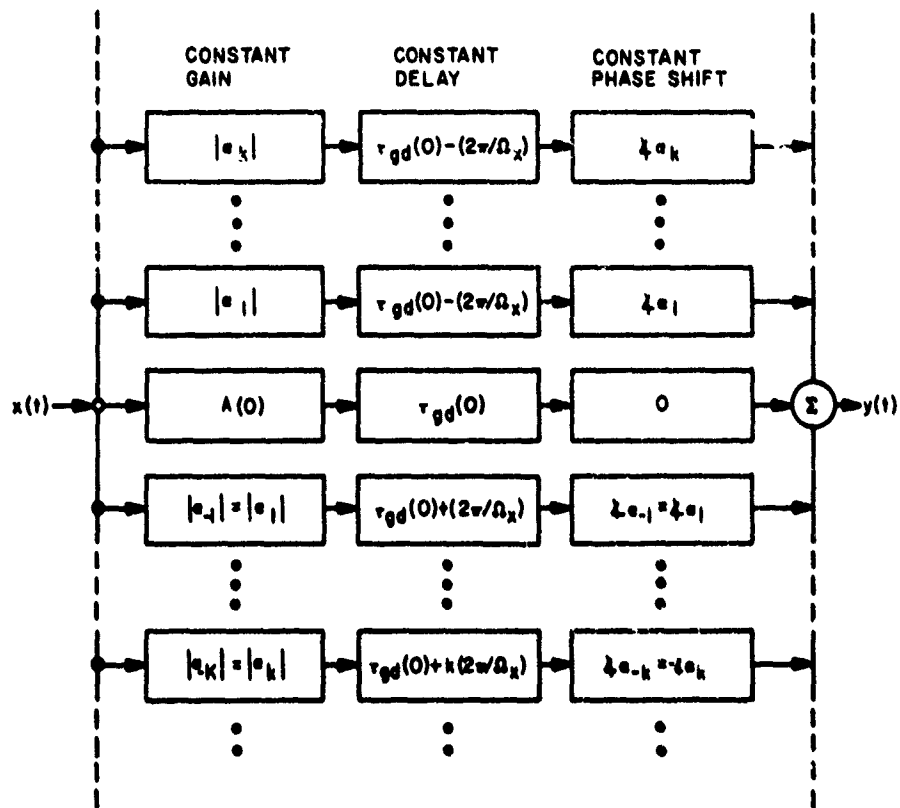 CONSTANT GAIN
CONSTANT DELAY
CONSTANT PHASE SHIFT
|a_k|
τ_gd(0)-(2π/Ω_x)
∡a_k
|a_1|
τ_gd(0)-(2π/Ω_x)
∡a_1
x(t)
A(0)
τ_gd(0)
0
Σ
y(t)
|a_-1| = |a_1|
τ_gd(0)+(2π/Ω_x)
∡a_-1 = ∡a_1
|a_K| = |a_k|
τ_gd(0)+k(2π/Ω_x)
∡a_-k = -∡a_k